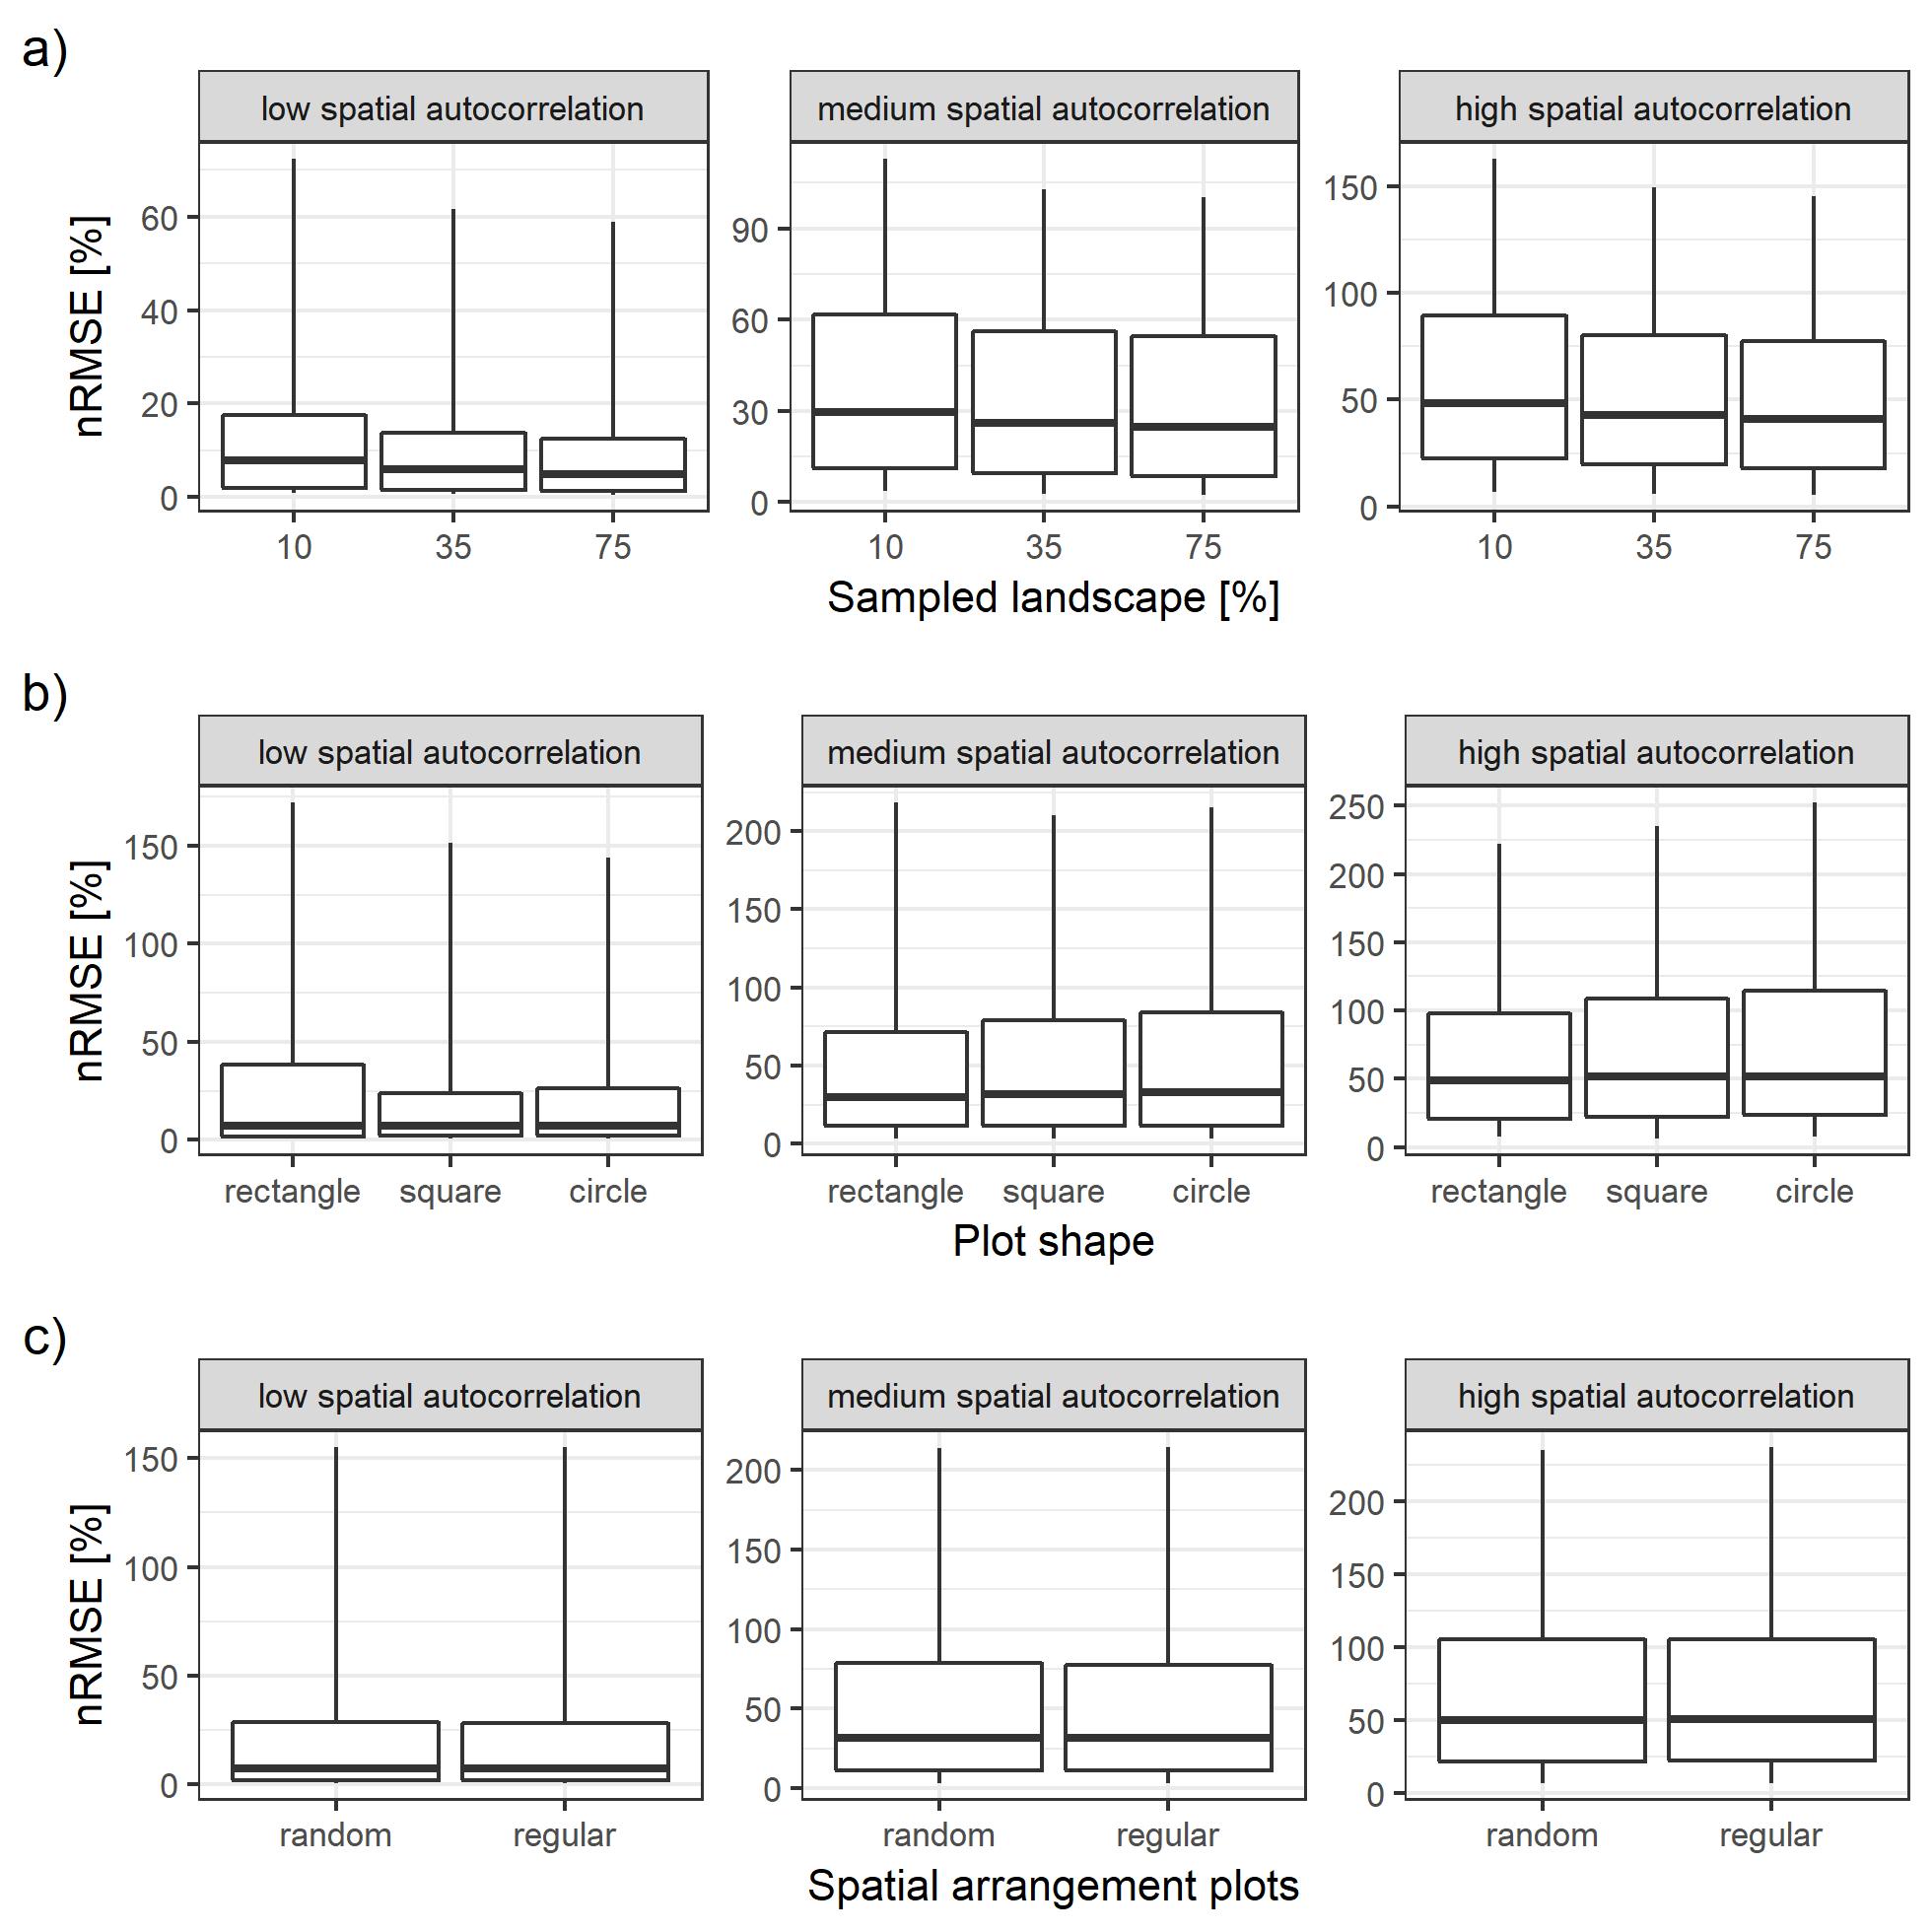 a)
low spatial autocorrelation
medium spatial autocorrelation
high spatial autocorrelation
nRMSE [%]
60
40
20
0
90
60
30
0
150
100
50
0
10 35 75
10 35 75
10 35 75
Sampled landscape [%]
b)
low spatial autocorrelation
medium spatial autocorrelation
high spatial autocorrelation
nRMSE [%]
150
100
50
0
200
150
100
50
0
250
200
150
100
50
0
rectangle square circle
rectangle square circle
rectangle square circle
Plot shape
c)
low spatial autocorrelation
medium spatial autocorrelation
high spatial autocorrelation
nRMSE [%]
150
100
50
0
200
150
100
50
0
200
150
100
50
0
random regular
random regular
random regular
Spatial arrangement plots